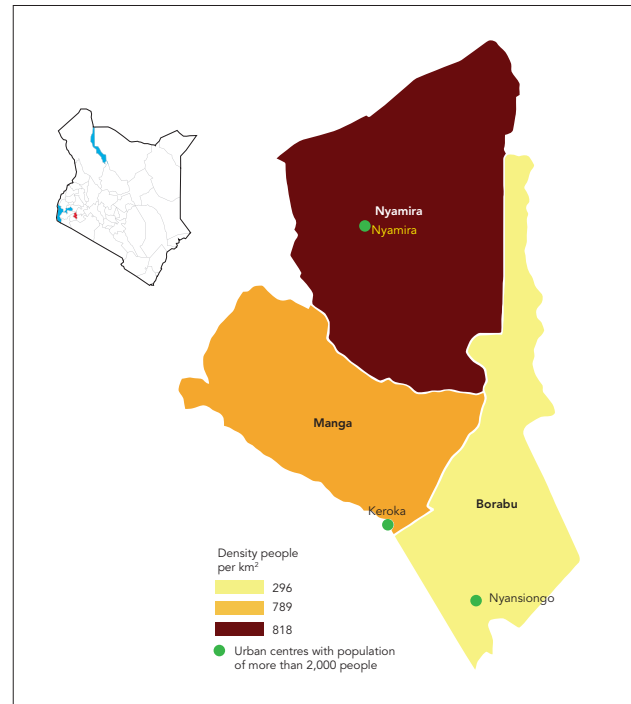 Nyamira
Nyamira
Manga
Keroka
Borabu
Nyansiongo
Density people
per km²
296
789
818
Urban centres with population
of more than 2,000 people